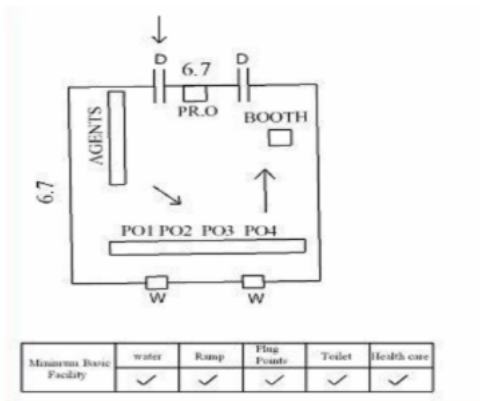 D
6.7
D
PR.O
AGENTS
BOOTH
6.7
PO1 PO2 PO3 PO4
W
W
Minimum Basic
Facility
water
Ramp
Plug
Points
Toilet
Health care